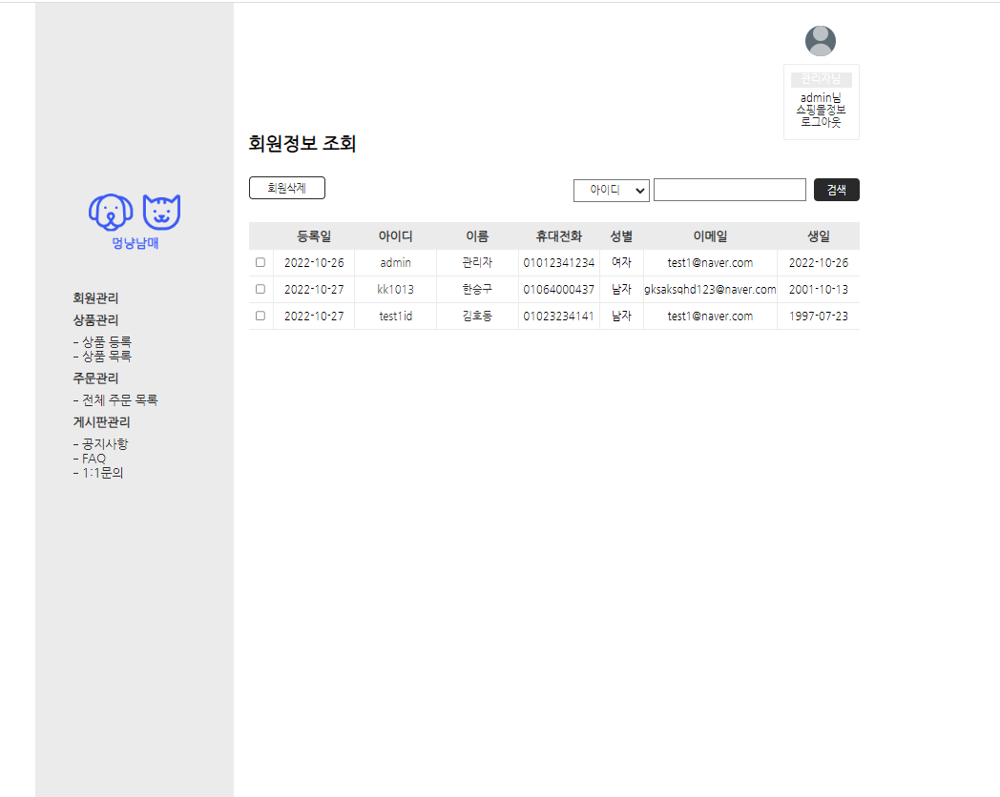 관리자님
admin님
쇼핑몰정보
로그아웃
회원정보 조회
회원삭제 아이디 검색
멍냥남매
회원관리
상품관리
- 상품 등록
- 상품 목록
주문관리
- 전체 주문 목록
게시판관리
- 공지사항
- FAQ
- 1:1문의
등록일 아이디 이름 휴대전화 성별 이메일 생일
2022-10-26 admin 관리자 01012341234 여자 test1@naver.com 2022-10-26
2022-10-27 kk1013 한승구 01064000437 남자 gksaksqhd123@naver.com 2001-10-13
2022-10-27 test1id 김호동 01023234141 남자 test1@naver.com 1997-07-23